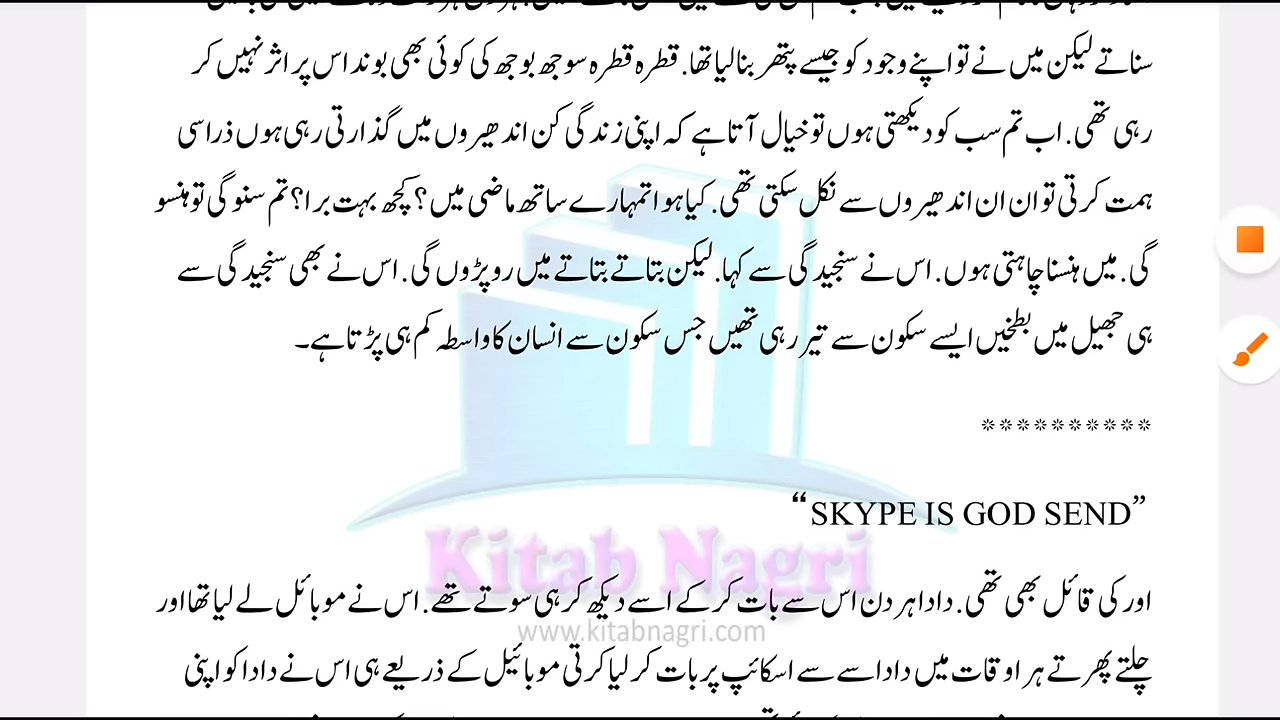 سناتے لیکن میں نے تو اپنے وجود کو جیسے پتھر بنا لیا تھا. قطرہ قطرہ سوجھ بوجھ کی کوئی بھی بوند اس پر اثر نہیں کر
رہی تھی. اب تم سب کو دیکھتی ہوں تو خیال آتا ہے کہ اپنی زندگی کن اندھیروں میں گذارتی رہی ہوں ذرا سی
ہمت کرتی تو ان ان اندھیروں سے نکل سکتی تھی. کیا ہوا تمہارے ساتھ ماضی میں؟ کچھ بہت برا؟ تم سنو گی تو ہنسو
گی. میں ہنسنا چاہتی ہوں. اس نے سنجیدگی سے کہا. لیکن بتاتے بتاتے میں رو پڑوں گی. اس نے بھی سنجیدگی سے
ہی جھیل میں بطخیں ایسے سکون سے تیر رہی تھیں جس سکون سے انسان کا واسطہ کم ہی پڑتا ہے۔
**********
“SKYPE IS GOD SEND”
Kitab Nagri
اور کی قائل بھی تھی. دادا ہر دن اس سے بات کر کے اسے دیکھ کر ہی سوتے تھے. اس نے موبائل لے لیا تھا اور
www.kitabnagri.com
چلتے پھرتے ہر اوقات میں دادا سے سے اسکائپ پر بات کر لیا کرتی موبائیل کے ذریعے ہی اس نے دادا کو اپنی